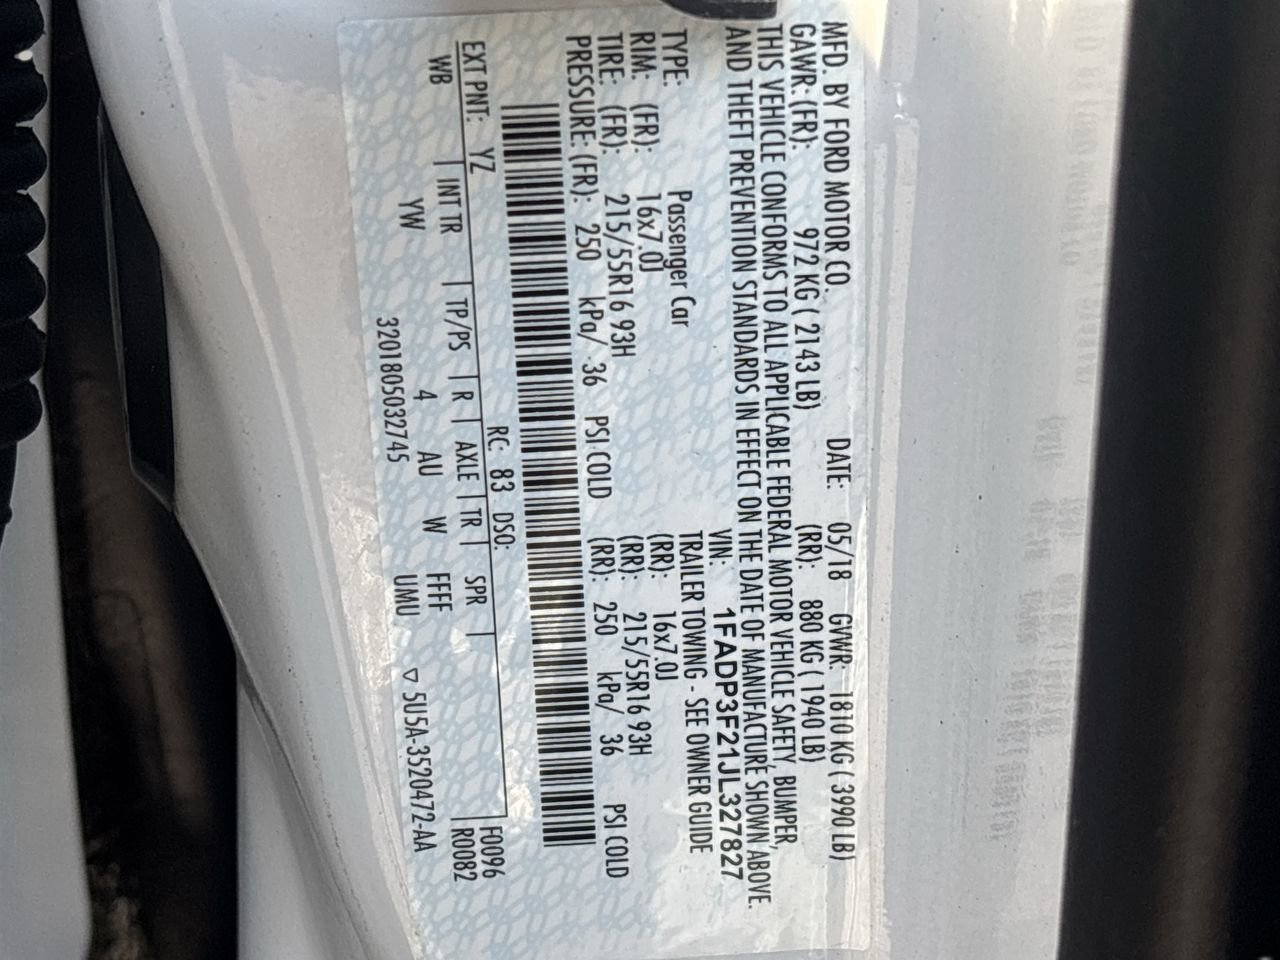 MFD. BY FORD MOTOR CO. DATE: 05/18 GVWR: 1810 KG ( 3990 LB)
GAWR: (FR): 972 KG ( 2143 LB) (RR): 880 KG ( 1940 LB)
THIS VEHICLE CONFORMS TO ALL APPLICABLE FEDERAL MOTOR VEHICLE SAFETY, BUMPER,
AND THEFT PREVENTION STANDARDS IN EFFECT ON THE DATE OF MANUFACTURE SHOWN ABOVE.
VIN: 1FADP3F21JL327827
TYPE: Passenger Car TRAILER TOWING - SEE OWNER GUIDE
RIM: (FR): 16x7.0J (RR): 16x7.0J
TIRE: (FR): 215/55R16 93H (RR): 215/55R16 93H
PRESSURE: (FR): 250 kPa/ 36 PSI COLD (RR): 250 kPa/ 36 PSI COLD
RC: 83 DSO: F0096
EXT PNT: YZ R0082
WB | INT TR | TP/PS | R | AXLE | TR | SPR |
YW 4 AU W FFFF
320180503274​5 UMU ▽ 5U5A-3520472-AA